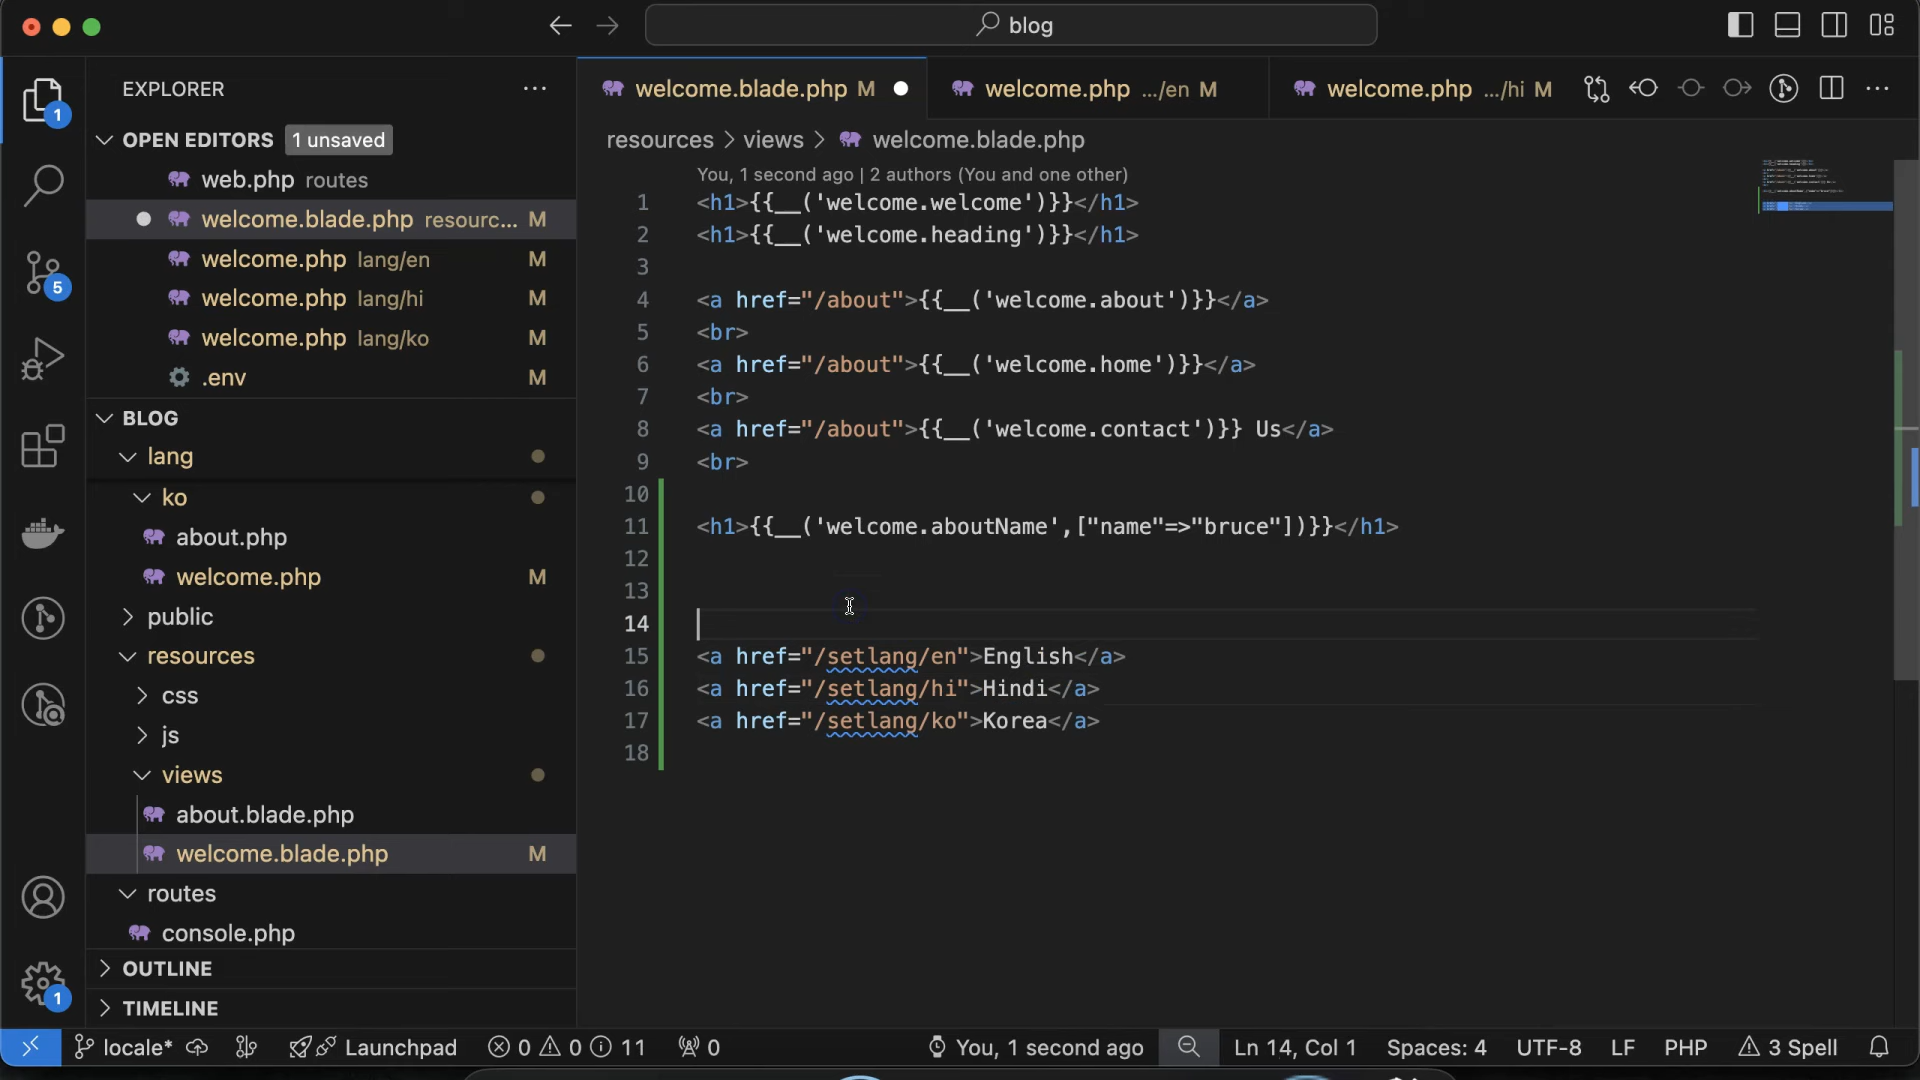 blog
EXPLORER
OPEN EDITORS 1 unsaved
web.php routes
welcome.blade.php resourc... M
welcome.php lang/en M
welcome.php lang/hi M
welcome.php lang/ko M
.env M
BLOG
lang
ko
about.php
welcome.php M
public
resources
css
js
views
about.blade.php
welcome.blade.php M
routes
console.php
OUTLINE
TIMELINE
1
5
1
welcome.blade.php M
welcome.php .../en M
welcome.php .../hi M
resources > views > welcome.blade.php
You, 1 second ago | 2 authors (You and one other)
1 <h1>{{__('welcome.welcome')}}</h1>
2 <h1>{{__('welcome.heading')}}</h1>
3
4 <a href="/about">{{__('welcome.about')}}</a>
5 <br>
6 <a href="/about">{{__('welcome.home')}}</a>
7 <br>
8 <a href="/about">{{__('welcome.contact')}} Us</a>
9 <br>
10
11 <h1>{{__('welcome.aboutName',["name"=>"bruce"])}}</h1>
12
13
14
15 <a href="/setlang/en">English</a>
16 <a href="/setlang/hi">Hindi</a>
17 <a href="/setlang/ko">Korea</a>
18
locale* Launchpad 0 0 11 0 You, 1 second ago Ln 14, Col 1 Spaces: 4 UTF-8 LF PHP 3 Spell